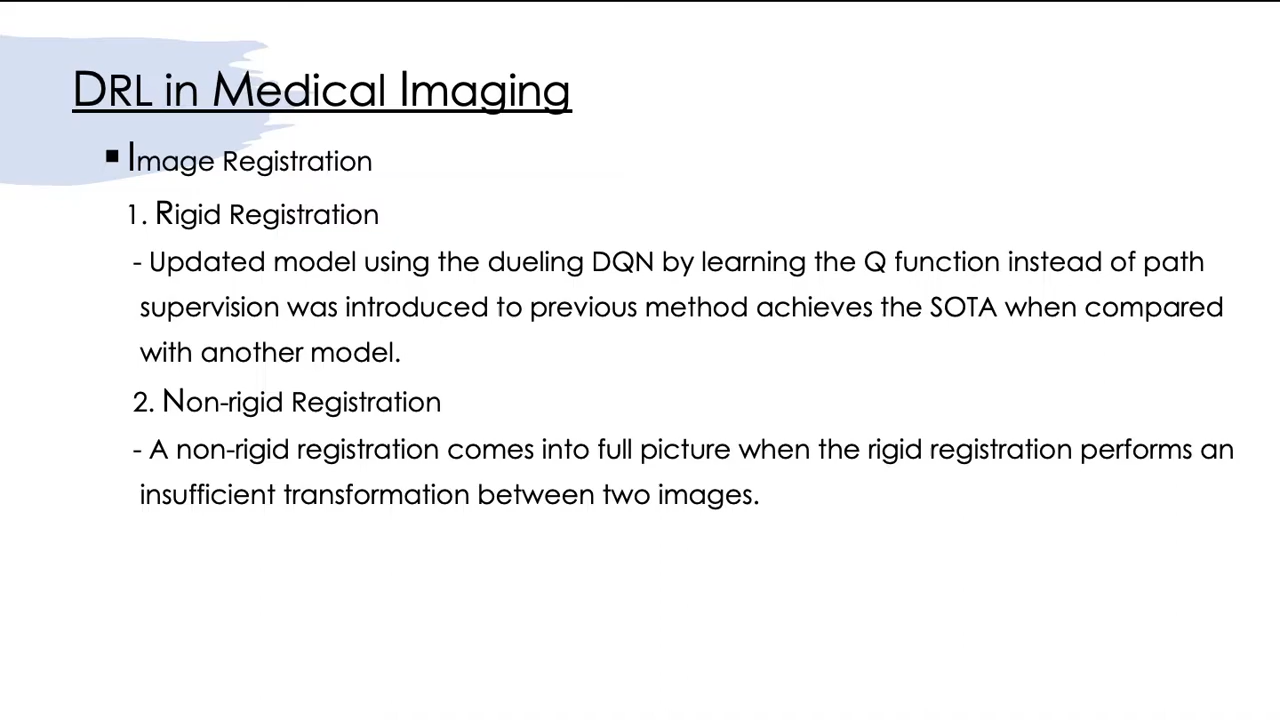 DRL in Medical Imaging
▪ Image Registration
1. Rigid Registration
- Updated model using the dueling DQN by learning the Q function instead of path
supervision was introduced to previous method achieves the SOTA when compared
with another model.
2. Non-rigid Registration
- A non-rigid registration comes into full picture when the rigid registration performs an
insufficient transformation between two images.